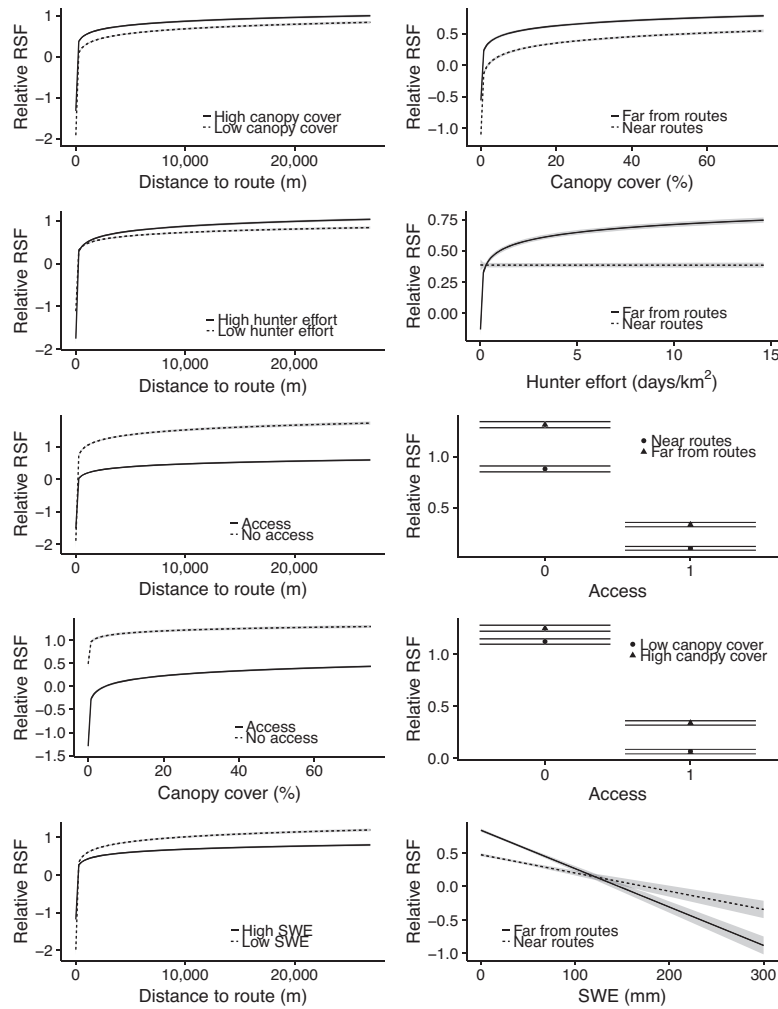 Relative RSF
1
0
−1
−2
High canopy cover
Low canopy cover
0
10,000
20,000
Distance to route (m)
Relative RSF
0.5
0.0
−0.5
−1.0
Far from routes
Near routes
0
20
40
60
Canopy cover (%)
Relative RSF
1
0
−1
−2
High hunter effort
Low hunter effort
0
10,000
20,000
Distance to route (m)
Relative RSF
0.75
0.50
0.25
0.00
Far from routes
Near routes
0
5
10
15
Hunter effort (days/km²)
Relative RSF
1
0
−1
−2
Access
No access
0
10,000
20,000
Distance to route (m)
Relative RSF
1.0
0.5
Near routes
Far from routes
0
1
Access
Relative RSF
1.0
0.5
0.0
−0.5
−1.0
−1.5
Access
No access
0
20
40
60
Canopy cover (%)
Relative RSF
1.0
0.0
Low canopy cover
High canopy cover
0
1
Access
Relative RSF
1
0
−1
−2
High SWE
Low SWE
0
10,000
20,000
Distance to route (m)
Relative RSF
0.5
0.0
−0.5
−1.0
Far from routes
Near routes
0
100
200
300
SWE (mm)